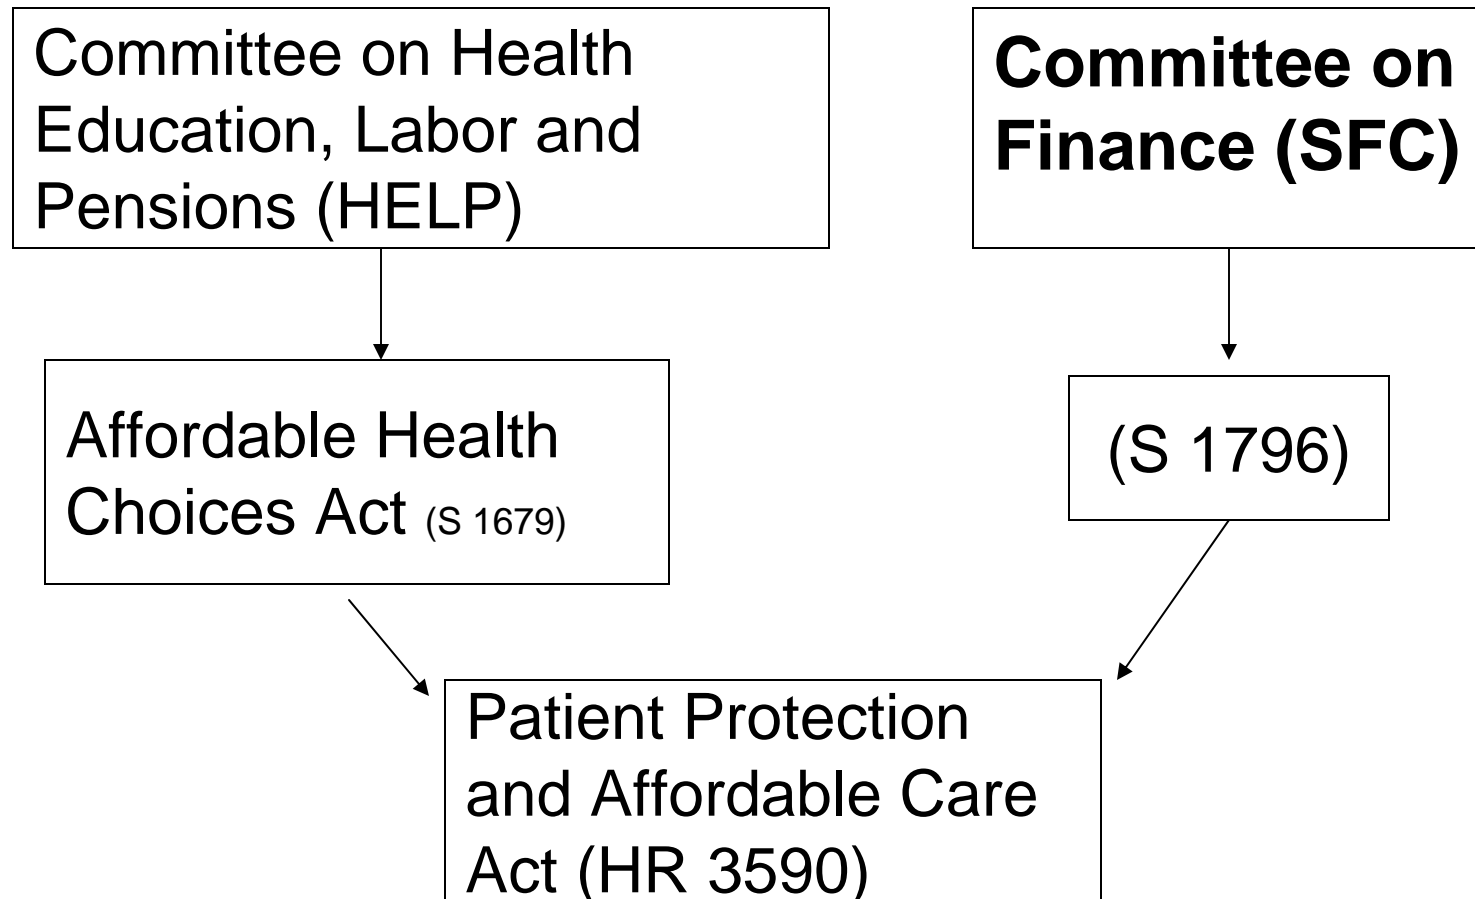 Committee on Health
Education, Labor and
Pensions (HELP)
Committee on
Finance (SFC)
Affordable Health
Choices Act (S 1679)
(S 1796)
Patient Protection
and Affordable Care
Act (HR 3590)